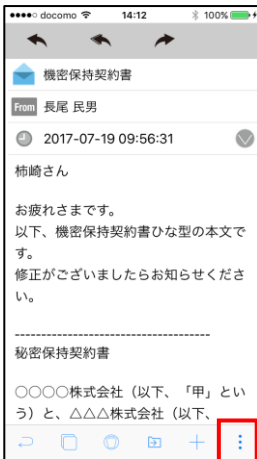 docomo 14:12 100%
機密保持契約書
From 長尾 民男
2017-07-19 09:56:31
柿崎さん
お疲れさまです。
以下、機密保持契約書ひな型の本文で
す。
修正がございましたらお知らせくださ
い。
------------------------------------
秘密保持契約書
○○○○株式会社（以下、「甲」とい
う）と、△△△株式会社（以下、